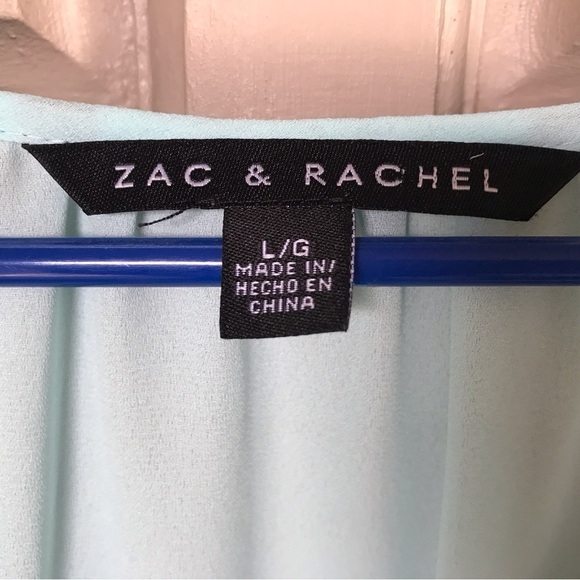 ZAC & RACHEL
L/G
MADE IN/
HECHO EN
CHINA